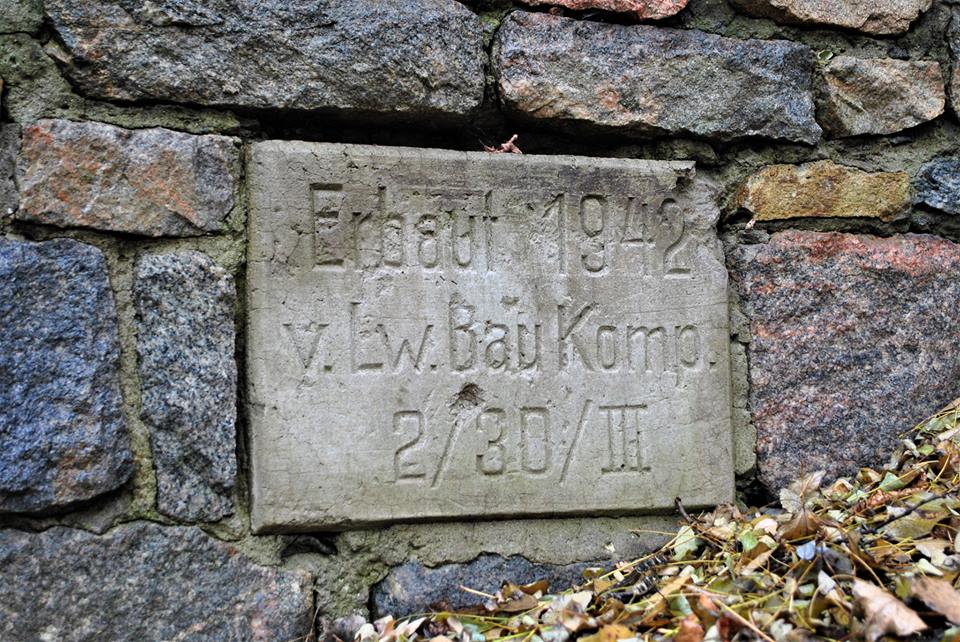 Erbaut 1942
v. Lw. Bau Komp.
2/30/III